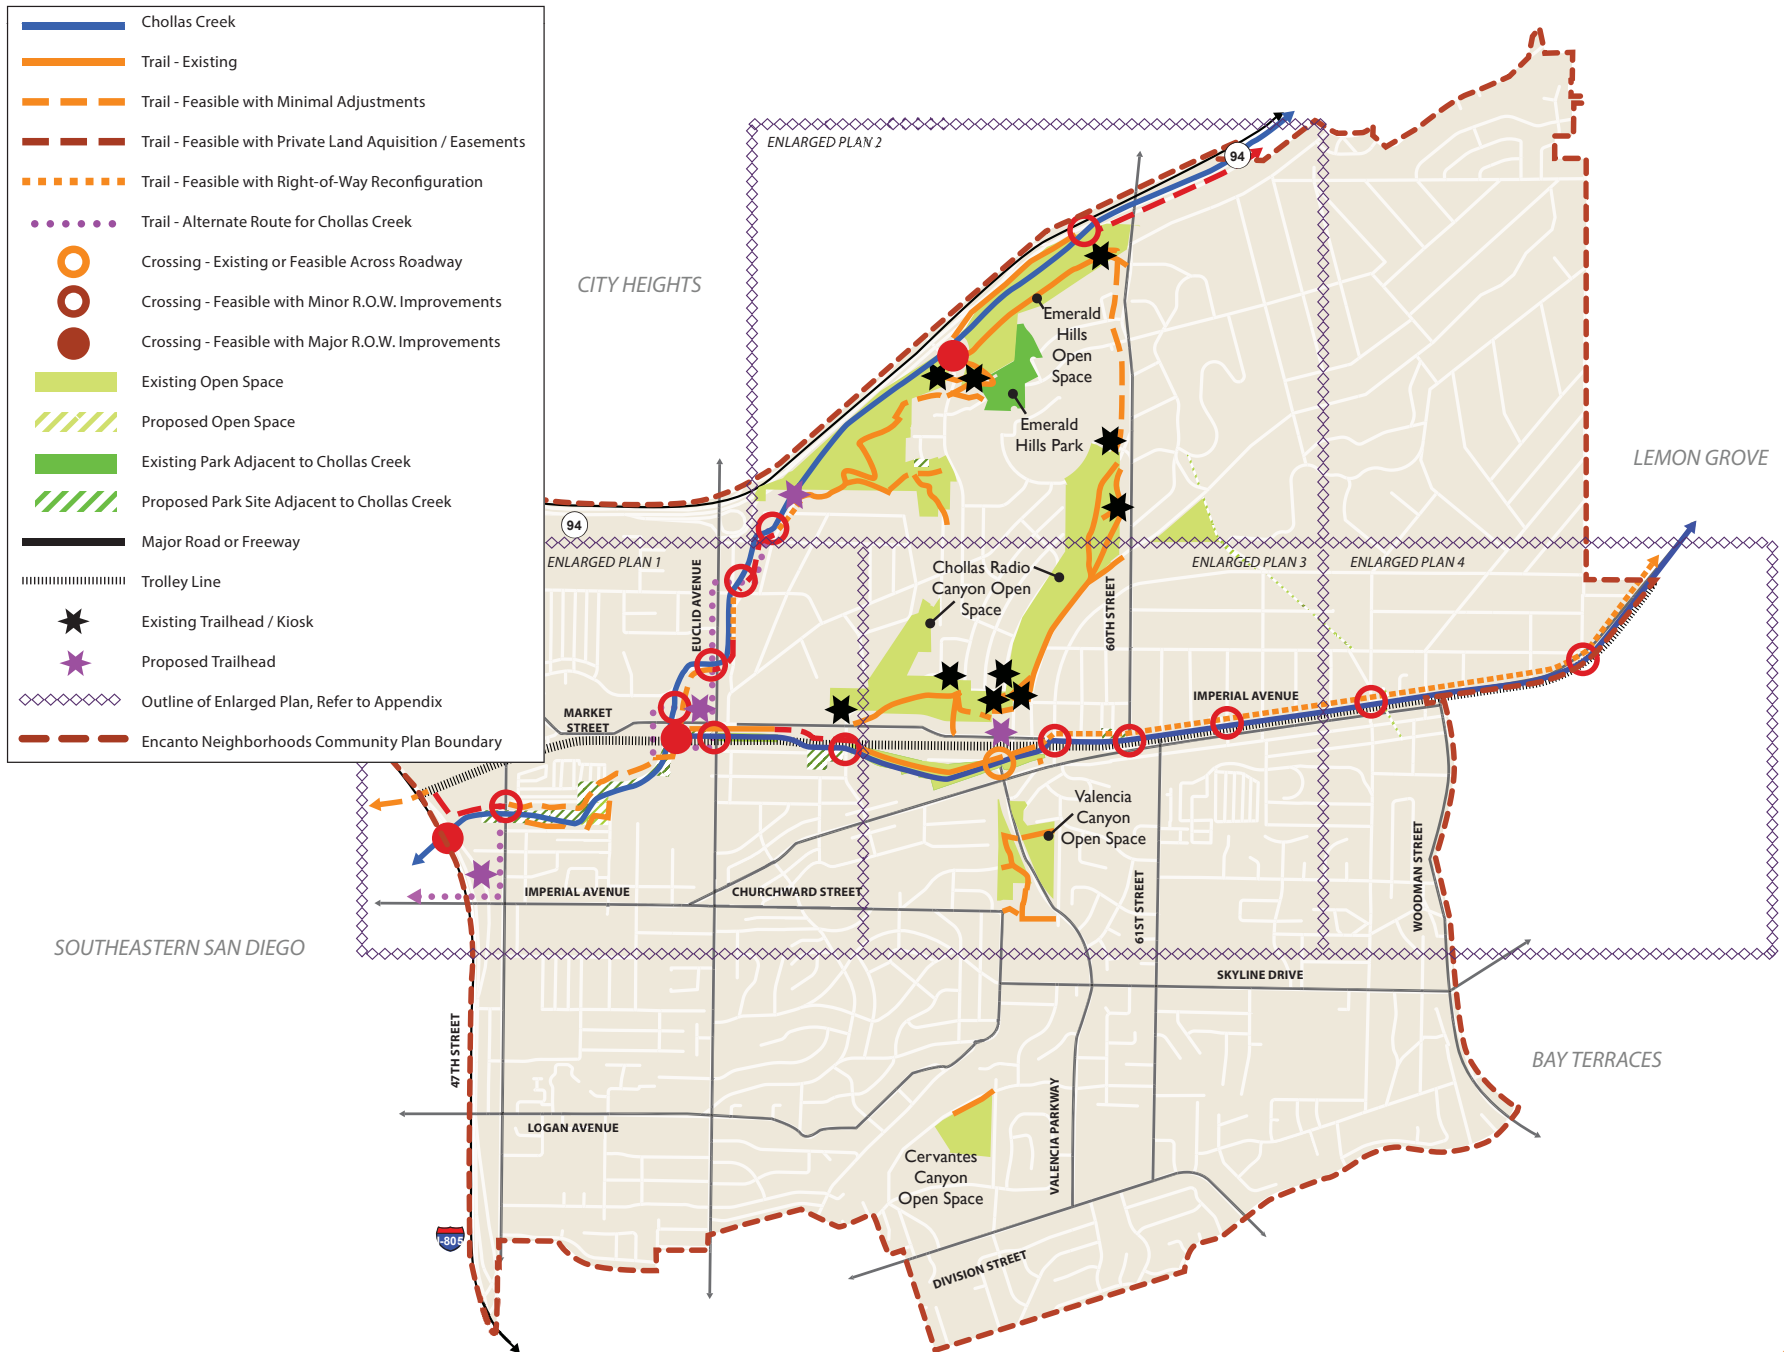 Chollas Creek
Trail - Existing
Trail - Feasible with Minimal Adjustments
Trail - Feasible with Private Land Aquisition / Easements
Trail - Feasible with Right-of-Way Reconfiguration
Trail - Alternate Route for Chollas Creek
Crossing - Existing or Feasible Across Roadway
Crossing - Feasible with Minor R.O.W. Improvements
Crossing - Feasible with Major R.O.W. Improvements
Existing Open Space
Proposed Open Space
Existing Park Adjacent to Chollas Creek
Proposed Park Site Adjacent to Chollas Creek
Major Road or Freeway
Trolley Line
Existing Trailhead / Kiosk
Proposed Trailhead
Outline of Enlarged Plan, Refer to Appendix
Encanto Neighborhoods Community Plan Boundary
ENLARGED PLAN 2
94
CITY HEIGHTS
Emerald
Hills
Open
Space
Emerald
Hills Park
LEMON GROVE
94
ENLARGED PLAN 1
ENLARGED PLAN 3
ENLARGED PLAN 4
EUCLID AVENUE
Chollas Radio
Canyon Open
Space
60TH STREET
MARKET
STREET
IMPERIAL AVENUE
Valencia
Canyon
Open Space
IMPERIAL AVENUE
CHURCHWARD STREET
61ST STREET
WOODMAN STREET
SOUTHEASTERN SAN DIEGO
SKYLINE DRIVE
47TH STREET
BAY TERRACES
LOGAN AVENUE
VALENCIA PARKWAY
Cervantes
Canyon
Open Space
I-805
DIVISION STREET